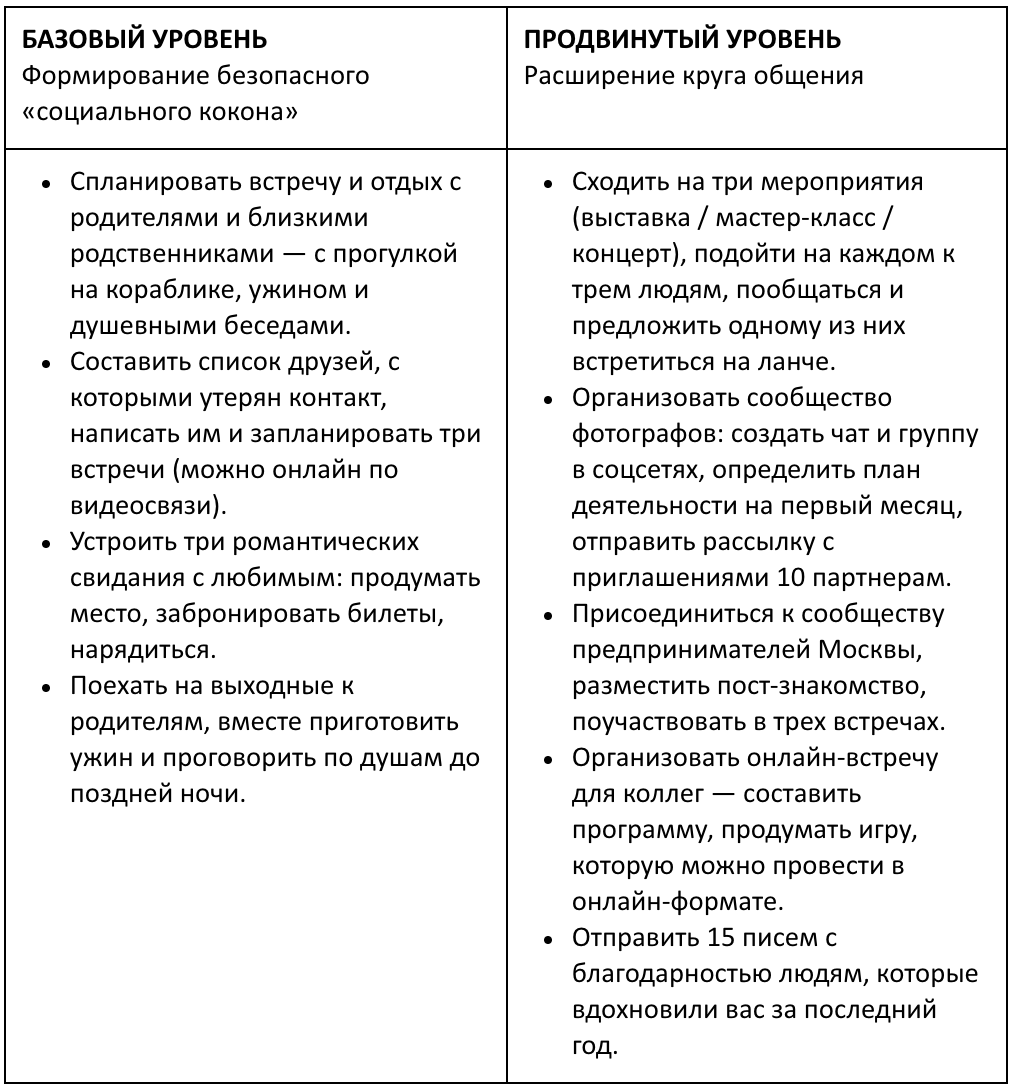 БАЗОВЫЙ УРОВЕНЬ
Формирование безопасного
«социального кокона»
ПРОДВИНУТЫЙ УРОВЕНЬ
Расширение круга общения
• Спланировать встречу и отдых с
родителями и близкими
родственниками — с прогулкой
на кораблике, ужином и
душевными беседами.
• Составить список друзей, с
которыми утерян контакт,
написать им и запланировать три
встречи (можно онлайн по
видеосвязи).
• Устроить три романтических
свидания с любимым: продумать
место, забронировать билеты,
нарядиться.
• Поехать на выходные к
родителям, вместе приготовить
ужин и проговорить по душам до
поздней ночи.
• Сходить на три мероприятия
(выставка / мастер-класс /
концерт), подойти на каждом к
трем людям, пообщаться и
предложить одному из них
встретиться на ланче.
• Организовать сообщество
фотографов: создать чат и группу
в соцсетях, определить план
деятельности на первый месяц,
отправить рассылку с
приглашениями 10 партнерам.
• Присоединиться к сообществу
предпринимателей Москвы,
разместить пост-знакомство,
поучаствовать в трех встречах.
• Организовать онлайн-встречу
для коллег — составить
программу, продумать игру,
которую можно провести в
онлайн-формате.
• Отправить 15 писем с
благодарностью людям, которые
вдохновили вас за последний
год.